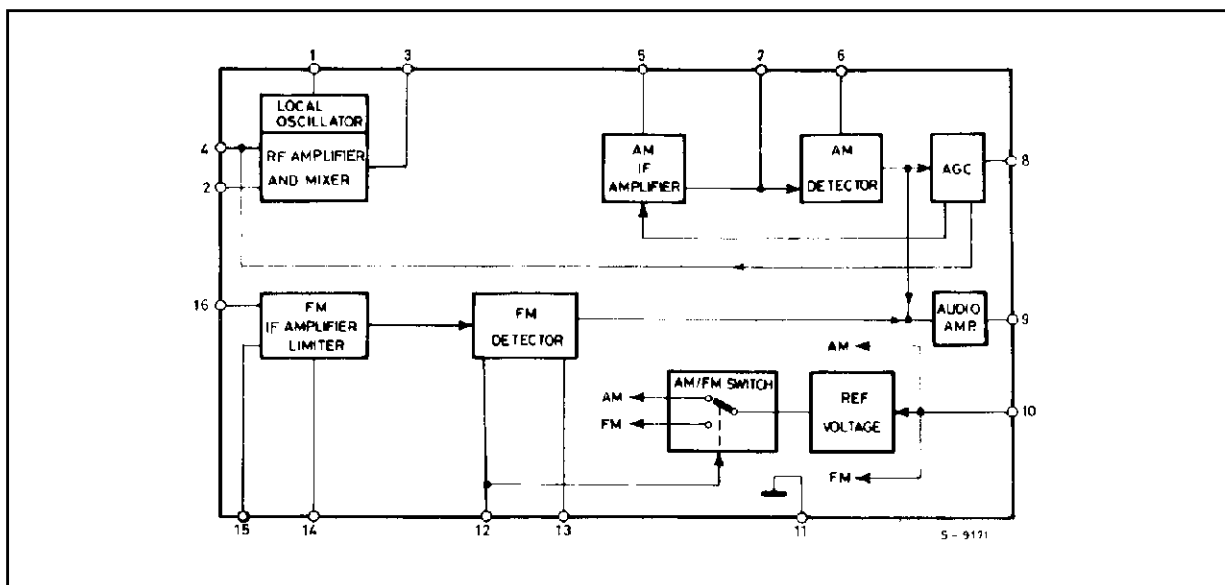 1 3 5 7 6
LOCAL
OSCILLATOR
4
RF AMPLIFIER
AND MIXER
2
AM
IF
AMPLIFIER
AM
DETECTOR
AGC
8
16
FM
IF AMPLIFIER
LIMITER
FM
DETECTOR
AUDIO
AMP.
9
AM
AM/FM SWITCH
AM
FM
REF
VOLTAGE
10
FM
15 14 12 13 11
S-9171